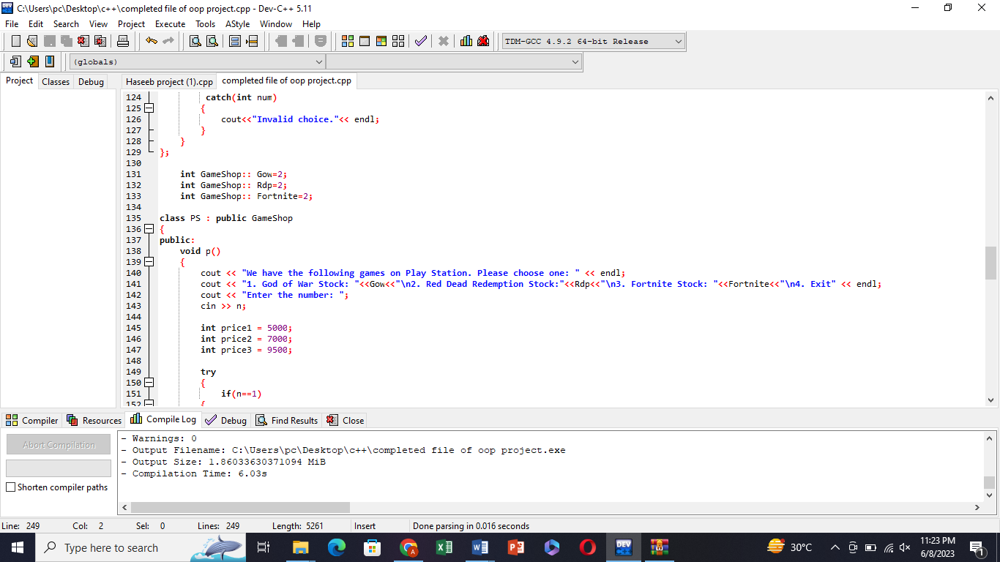 C:\Users\pc\Desktop\c++\completed file of oop project.cpp - Dev-C++ 5.11
File Edit Search View Project Execute Tools AStyle Window Help
TDM-GCC 4.9.2 64-bit Release
(globals)
Project Classes Debug Haseeb project (1).cpp completed file of oop project.cpp
124 catch(int num)
125 {
126 cout<<"Invalid choice."<< endl;
127 }
128 }
129 };
130
131 int GameShop:: Gow=2;
132 int GameShop:: Rdp=2;
133 int GameShop:: Fortnite=2;
134
135 class PS : public GameShop
136 {
137 public:
138 void p()
139 {
140 cout << "We have the following games on Play Station. Please choose one: " << endl;
141 cout << "1. God of War Stock: "<<Gow<<"\n2. Red Dead Redemption Stock:"<<Rdp<<"\n3. Fortnite Stock: "<<Fortnite<<"\n4. Exit" << endl;
142 cout << "Enter the number: ";
143 cin >> n;
144
145 int price1 = 5000;
146 int price2 = 7000;
147 int price3 = 9500;
148
149 try
150 {
151 if(n==1)
152 {
Compiler Resources Compile Log Debug Find Results Close
Abort Compilation
Shorten compiler paths
- Warnings: 0
- Output Filename: C:\Users\pc\Desktop\c++\completed file of oop project.exe
- Output Size: 1.86033630371094 MiB
- Compilation Time: 6.03s
Line: 249 Col: 2 Sel: 0 Lines: 249 Length: 5261 Insert Done parsing in 0.016 seconds
Type here to search
DEV
30°C
11:23 PM
6/8/2023
1